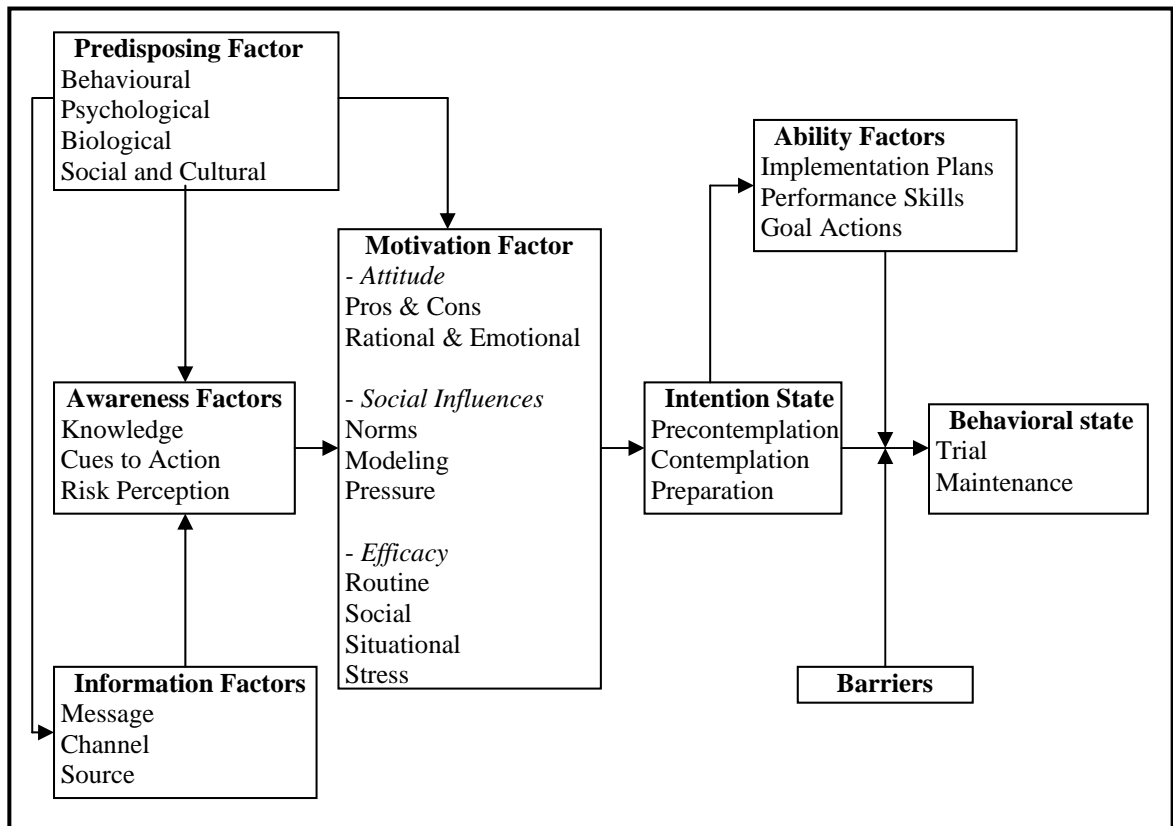 Predisposing Factor
Behavioural
Psychological
Biological
Social and Cultural
Ability Factors
Implementation Plans
Performance Skills
Goal Actions
Motivation Factor
- Attitude
Pros & Cons
Rational & Emotional
- Social Influences
Norms
Modeling
Pressure
- Efficacy
Routine
Social
Situational
Stress
Awareness Factors
Knowledge
Cues to Action
Risk Perception
Intention State
Precontemplation
Contemplation
Preparation
Behavioral state
Trial
Maintenance
Information Factors
Message
Channel
Source
Barriers